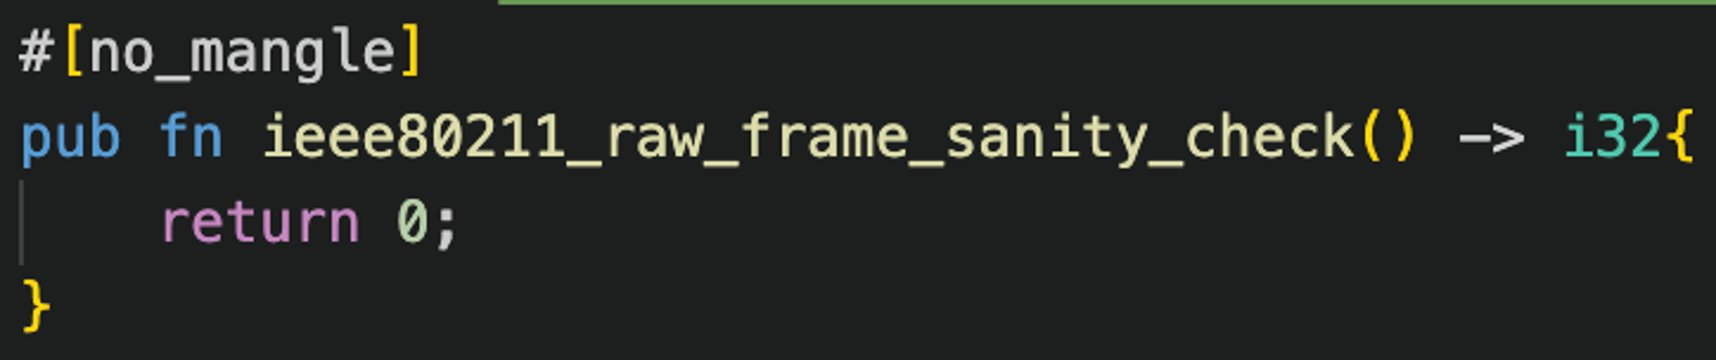 #[no_mangle]
pub fn ieee80211_raw_frame_sanity_check() -> i32{
    return 0;
}